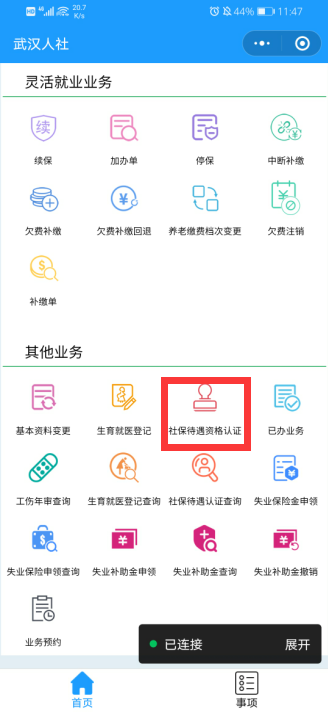 HD 4G 20.7 K/s 44% 11:47
武汉人社
灵活就业业务
续
续保 加办单 停保 中断补缴
欠费补缴 欠费补缴回退 养老缴费档次变更 欠费注销
补缴单
其他业务
基本资料变更 生育就医登记 社保待遇资格认证 已办业务
工伤年审查询 生育就医登记查询 社保待遇认证查询 失业保险金申领
失业保险申领查询 失业补助金申领 失业补助金查询 失业补助金撤销
业务预约
已连接 展开
首页 事项